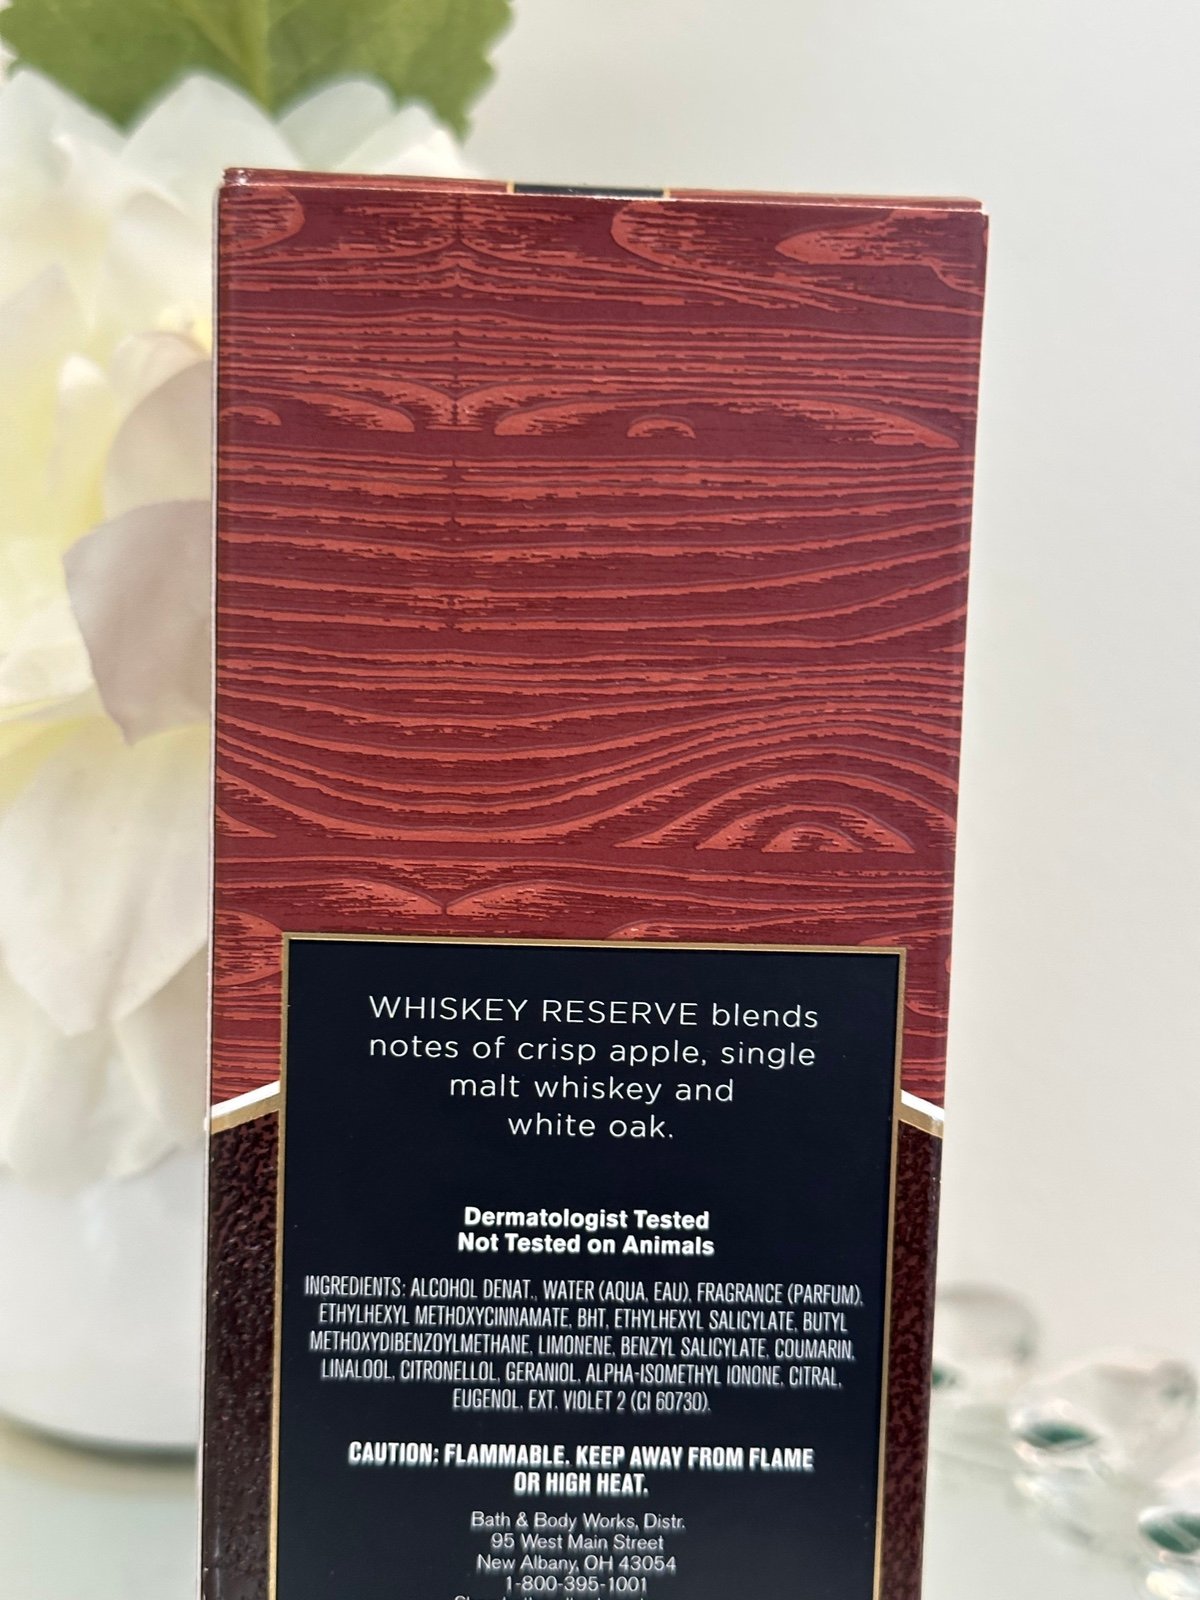 WHISKEY RESERVE blends
notes of crisp apple, single
malt whiskey and
white oak.
Dermatologist Tested
Not Tested on Animals
INGREDIENTS: ALCOHOL DENAT., WATER (AQUA, EAU), FRAGRANCE (PARFUM),
ETHYLHEXYL METHOXYCINNAMATE, BHT, ETHYLHEXYL SALICYLATE, BUTYL
METHOXYDIBENZOYLMETHANE, LIMONENE, BENZYL SALICYLATE, COUMARIN,
LINALOOL, CITRONELLOL, GERANIOL, ALPHA-ISOMETHYL IONONE, CITRAL,
EUGENOL, EXT. VIOLET 2 (CI 60730).
CAUTION: FLAMMABLE. KEEP AWAY FROM FLAME
OR HIGH HEAT.
Bath & Body Works, Distr.
95 West Main Street
New Albany, OH 43054
1-800-395-1001